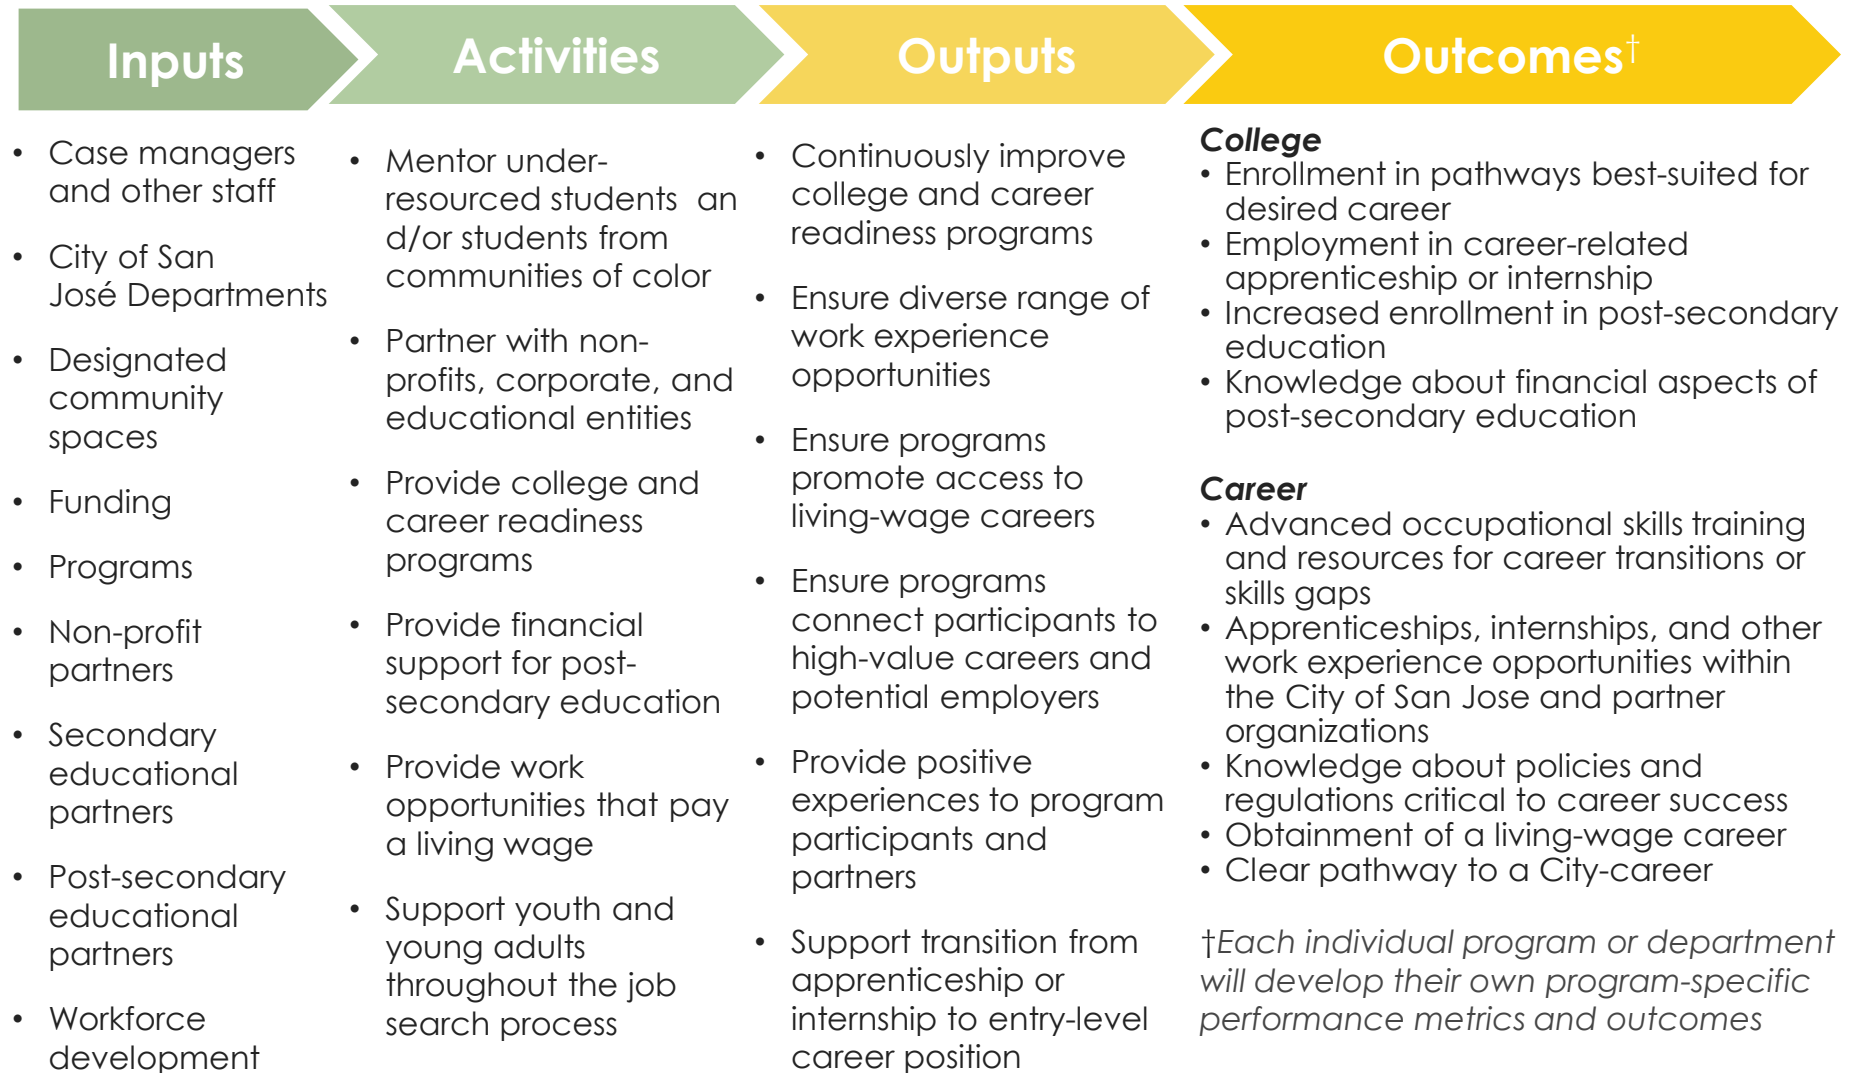 Inputs
Activities
Outputs
Outcomes†
• Case managers
and other staff
• City of San
José Departments
• Designated
community
spaces
• Funding
• Programs
• Non-profit
partners
• Secondary
educational
partners
• Post-secondary
educational
partners
• Workforce
development
• Mentor under-
resourced students  an
d/or students from
communities of color
• Partner with non-
profits, corporate, and
educational entities
• Provide college and
career readiness
programs
• Provide financial
support for post-
secondary education
• Provide work
opportunities that pay
a living wage
• Support youth and
young adults
throughout the job
search process
• Continuously improve
college and career
readiness programs
• Ensure diverse range of
work experience
opportunities
• Ensure programs
promote access to
living-wage careers
• Ensure programs
connect participants to
high-value careers and
potential employers
• Provide positive
experiences to program
participants and
partners
• Support transition from
apprenticeship or
internship to entry-level
career position
College
• Enrollment in pathways best-suited for
desired career
• Employment in career-related
apprenticeship or internship
• Increased enrollment in post-secondary
education
• Knowledge about financial aspects of
post-secondary education
Career
• Advanced occupational skills training
and resources for career transitions or
skills gaps
• Apprenticeships, internships, and other
work experience opportunities within
the City of San Jose and partner
organizations
• Knowledge about policies and
regulations critical to career success
• Obtainment of a living-wage career
• Clear pathway to a City-career
†Each individual program or department
will develop their own program-specific
performance metrics and outcomes